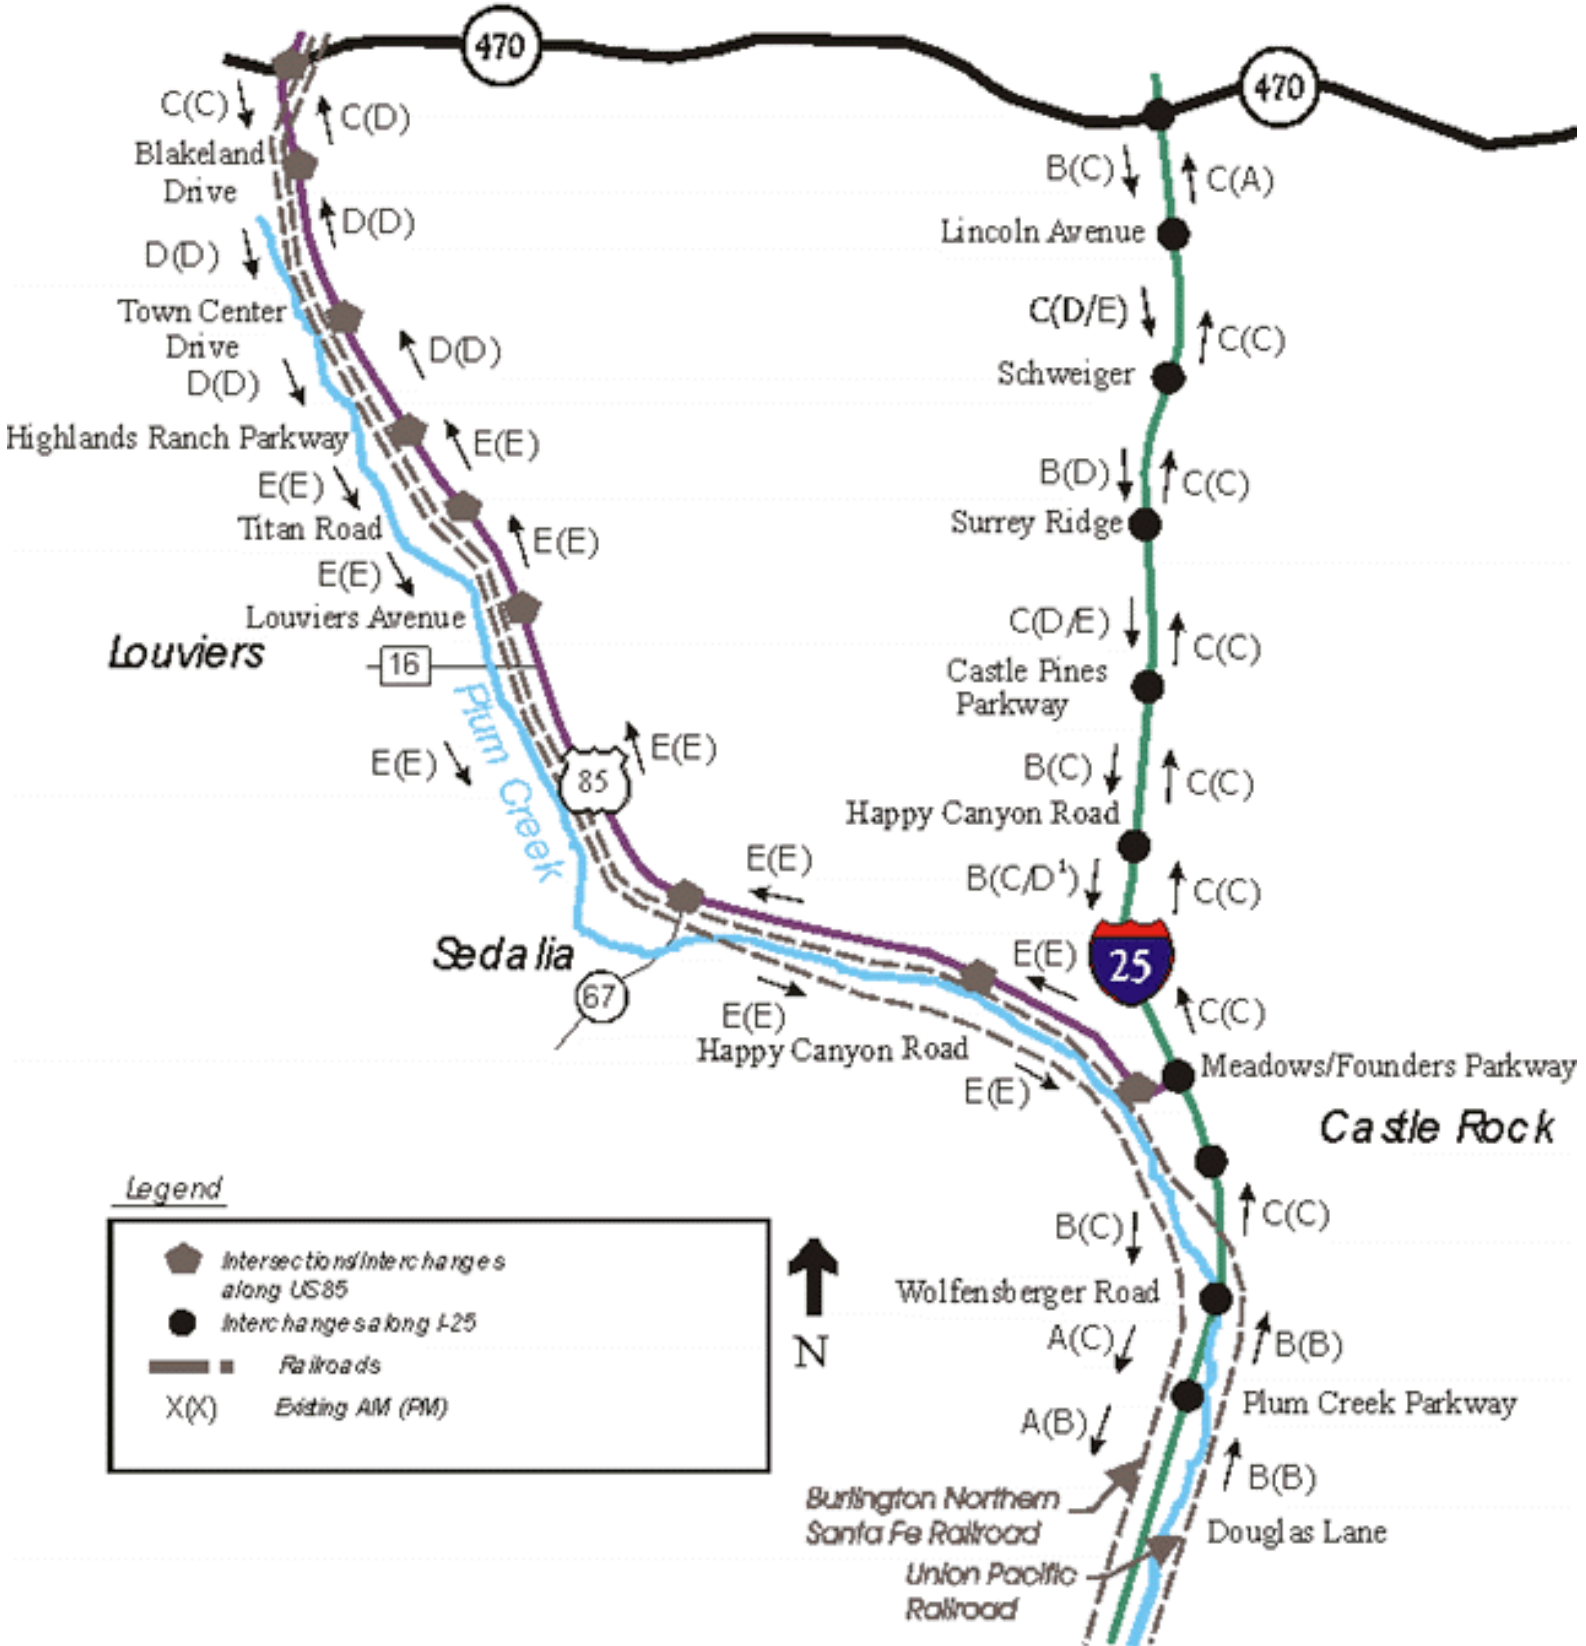 470
470
C(C)
C(D)
Blakeland
Drive
D(D)
D(D)
Town Center
Drive
D(D)
D(D)
Highlands Ranch Parkway
E(E)
E(E)
Titan Road
E(E)
E(E)
Louviers Avenue
Louviers
16
Plum Creek
E(E)
E(E)
85
E(E)
Sedalia
67
E(E)
Happy Canyon Road
E(E)
E(E)
B(C)
C(A)
Lincoln Avenue
C(D/E)
C(C)
Schweiger
B(D)
C(C)
Surrey Ridge
C(D/E)
C(C)
Castle Pines
Parkway
B(C)
C(C)
Happy Canyon Road
B(C/D¹)
C(C)
25
C(C)
Meadows/Founders Parkway
Castle Rock
B(C)
C(C)
Wolfensberger Road
A(C)
B(B)
Plum Creek Parkway
A(B)
B(B)
Burlington Northern
Santa Fe Railroad
Douglas Lane
Union Pacific
Railroad
N
Legend
Intersections/Interchanges
along US85
Interchanges along I-25
Railroads
X(X) Existing AM (PM)